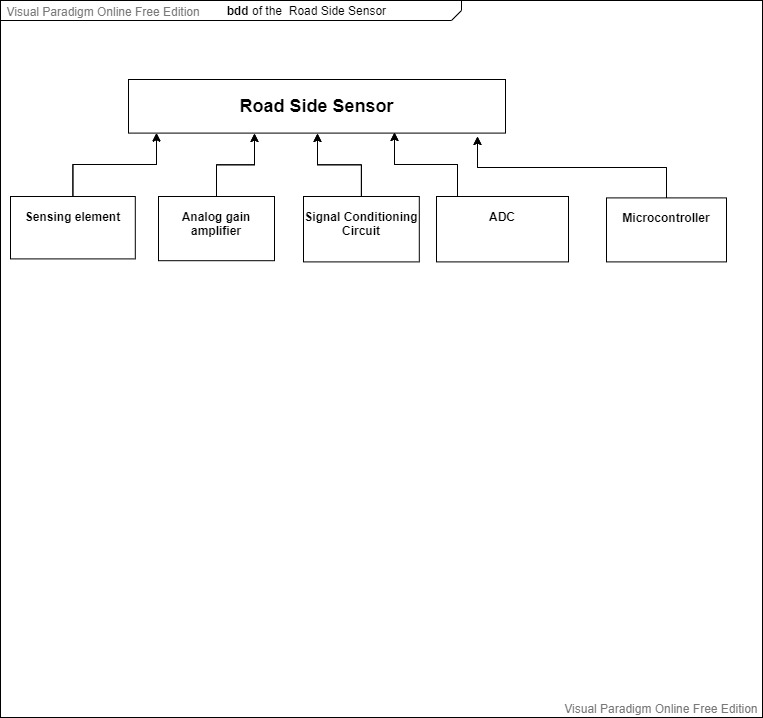 Visual Paradigm Online Free Edition
bdd of the Road Side Sensor
Road Side Sensor
Sensing element
Analog gain
amplifier
Signal Conditioning
Circuit
ADC
Microcontroller
Visual Paradigm Online Free Edition